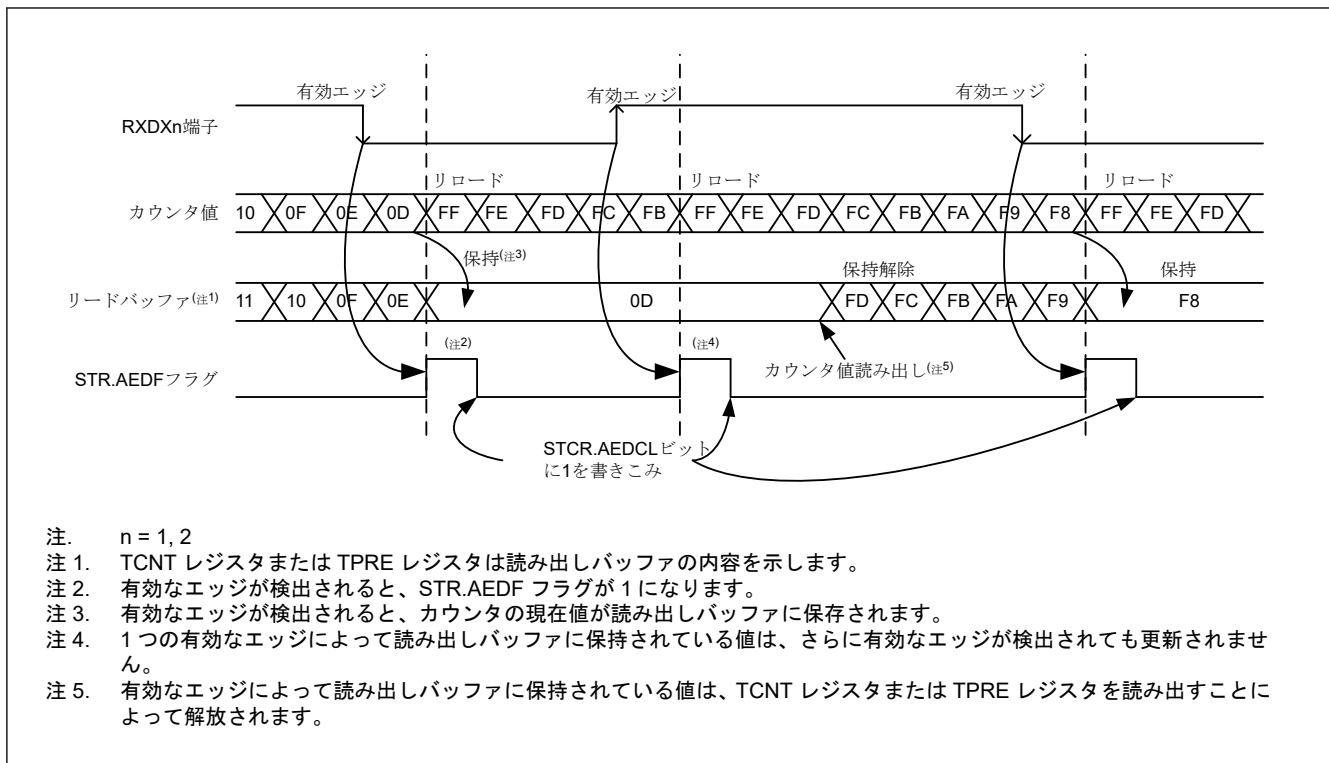 有効エッジ 有効エッジ 有効エッジ
RXDXn端子
リロード リロード リロード
カウンタ値 10 0F 0E 0D FF FE FD FC FB FF FE FD FC FB FA F9 F8 FF FE FD
保持(注3) 保持解除 保持
リードバッファ(注1) 11 10 0F 0E 0D FD FC FB FA F9 F8
(注2) (注4)
カウンタ値読み出し(注5)
STR.AEDFフラグ
STCR.AEDCLビット
に1を書きこみ
注. n = 1, 2
注 1. TCNT レジスタまたは TPRE レジスタは読み出しバッファの内容を示します。
注 2. 有効なエッジが検出されると、STR.AEDF フラグが 1 になります。
注 3. 有効なエッジが検出されると、カウンタの現在値が読み出しバッファに保存されます。
注 4. 1 つの有効なエッジによって読み出しバッファに保持されている値は、さらに有効なエッジが検出されても更新されませ
ん。
注 5. 有効なエッジによって読み出しバッファに保持されている値は、TCNT レジスタまたは TPRE レジスタを読み出すことに
よって解放されます。